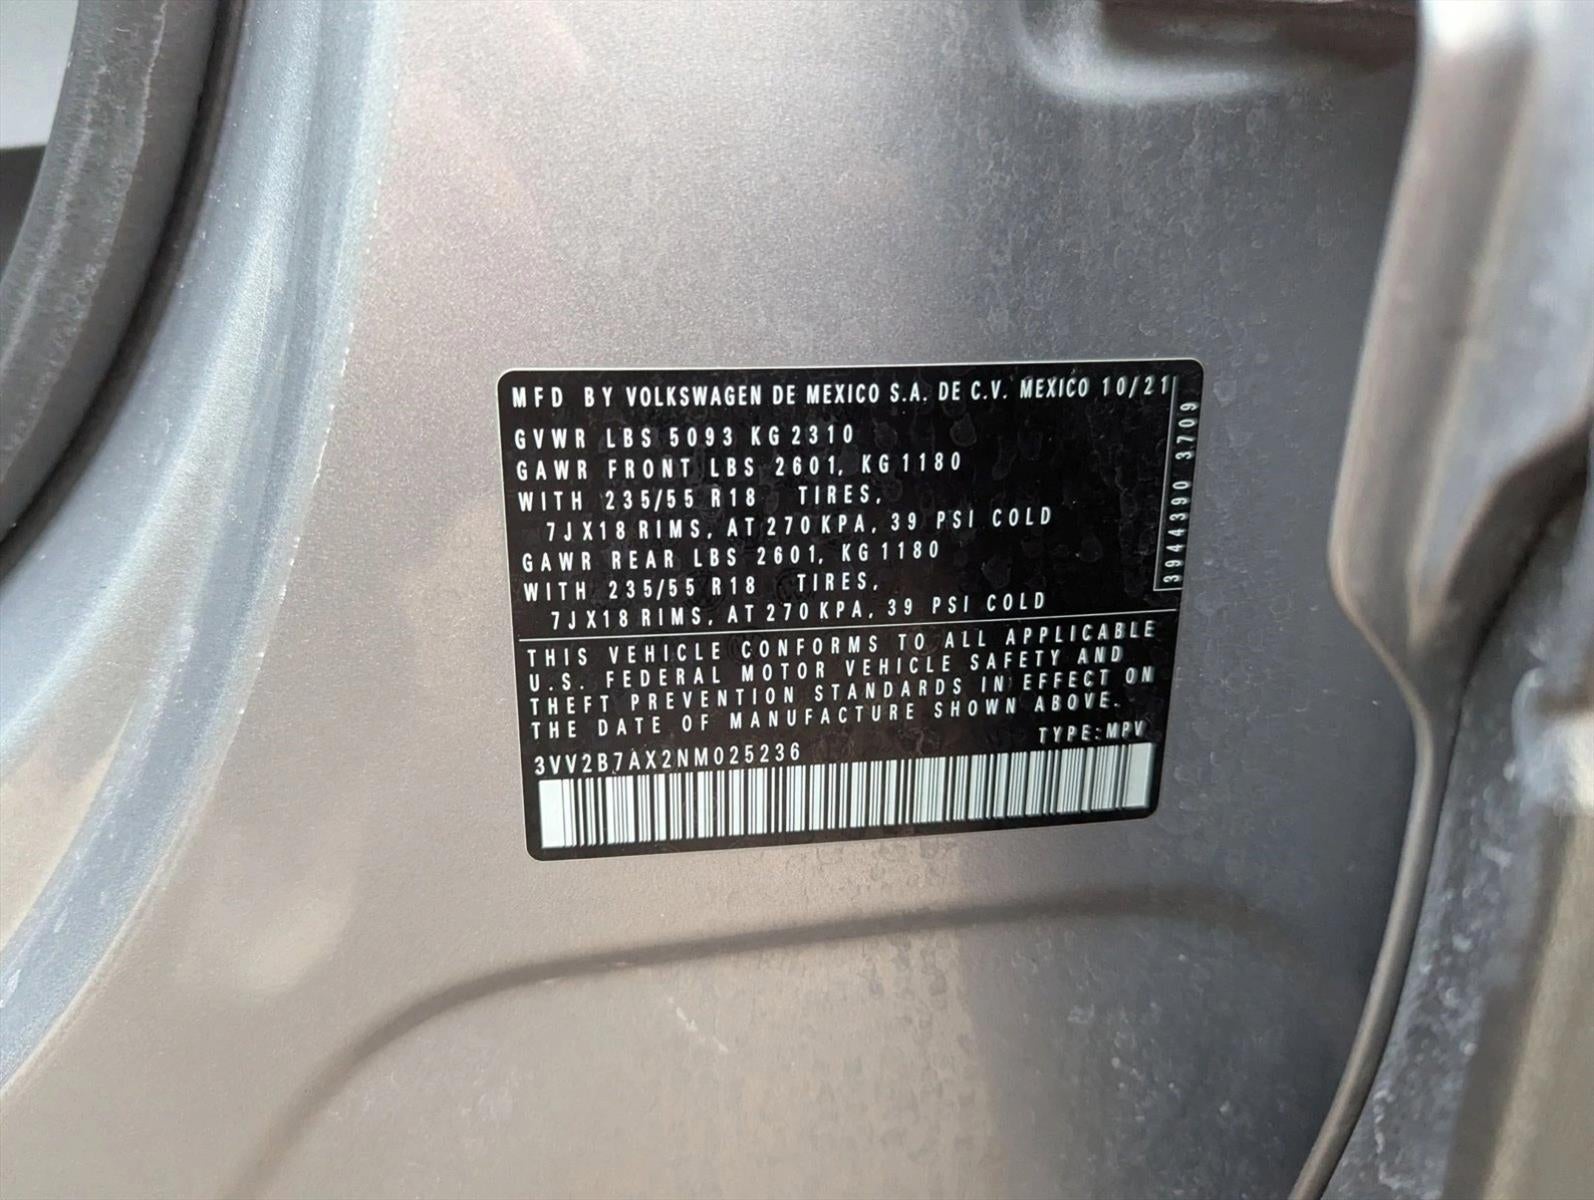 MFD BY VOLKSWAGEN DE MEXICO S.A. DE C.V. MEXICO 10/21
GVWR LBS 5093 KG 2310
GAWR FRONT LBS 2601, KG 1180
WITH 235/55 R18 TIRES,
7JX18 RIMS, AT 270 KPA, 39 PSI COLD
GAWR REAR LBS 2601, KG 1180
WITH 235/55 R18 TIRES,
7JX18 RIMS, AT 270 KPA, 39 PSI COLD
3944390 3709
THIS VEHICLE CONFORMS TO ALL APPLICABLE
U.S. FEDERAL MOTOR VEHICLE SAFETY AND
THEFT PREVENTION STANDARDS IN EFFECT ON
THE DATE OF MANUFACTURE SHOWN ABOVE.
3VV2B7AX2NM025236
TYPE: MPV